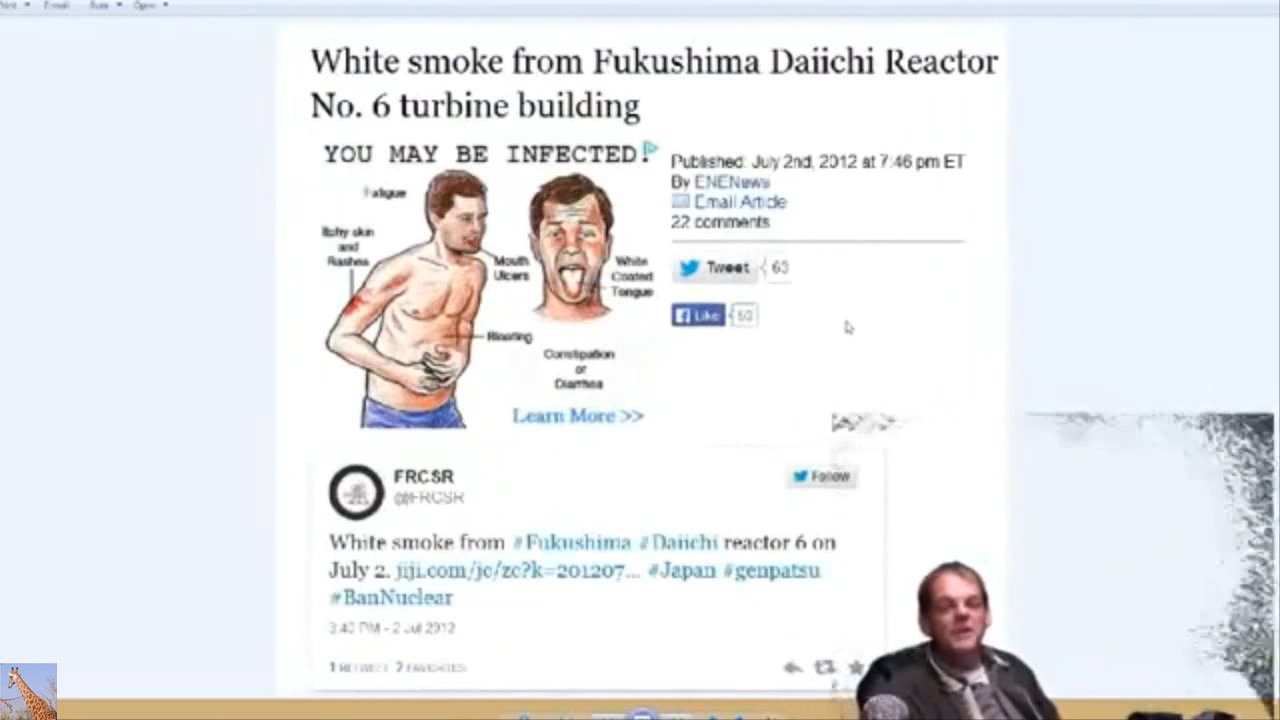 White smoke from Fukushima Daiichi Reactor
No. 6 turbine building
YOU MAY BE INFECTED!
Fatigue
Itchy skin
and
Rashes
Mouth
Ulcers
White
Coated
Tongue
Bloating
Constipation
or
Diarrhea
Learn More >>
Published: July 2nd, 2012 at 7:46 pm ET
By ENENews
Email Article
22 comments
Tweet 63
Like
FRCSR
@FRCSR
Follow
White smoke from #Fukushima #Daiichi reactor 6 on
July 2. jiji.com/jc/zc?k=201207... #Japan #genpatsu
#BanNuclear
3:40 PM - 2 Jul 2012
1 RETWEET 2 FAVORITES